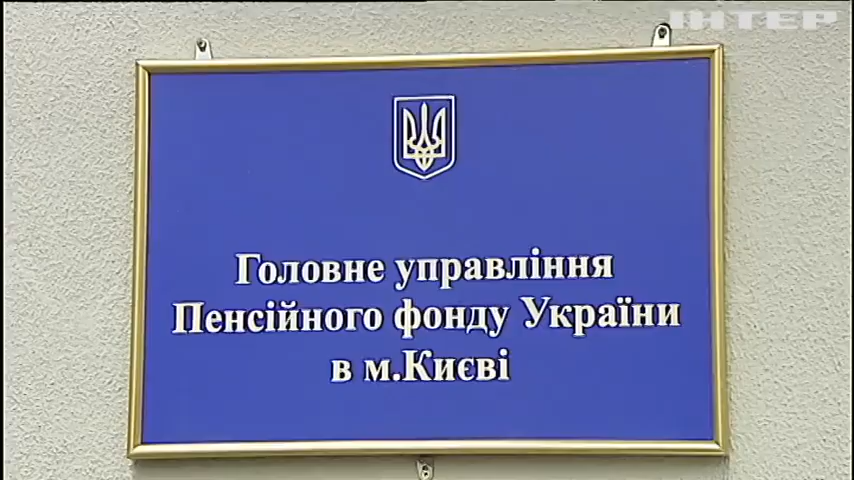 ІНТЕР
Головне управління
Пенсійного фонду України
в м.Києві